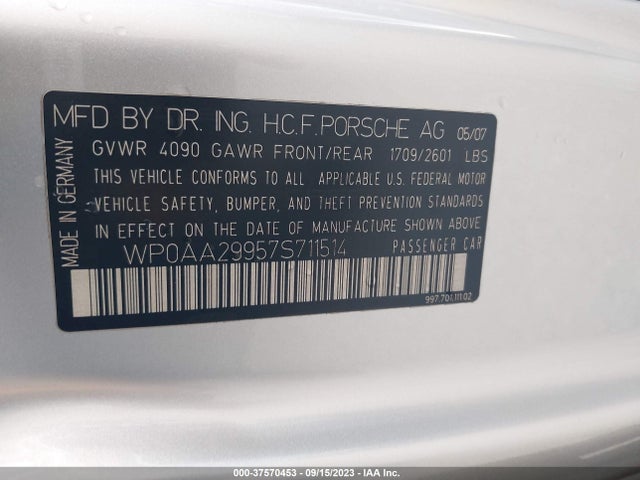 MFD BY DR. ING. H.C.F. PORSCHE AG 05/07
GVWR 4090 GAWR FRONT/REAR 1709/2601 LBS
THIS VEHICLE CONFORMS TO ALL APPLICABLE U.S. FEDERAL MOTOR
VEHICLE SAFETY, BUMPER, AND THEFT PREVENTION STANDARDS
IN EFFECT ON THE DATE OF MANUFACTURE SHOWN ABOVE
WP0AA29957S711514 PASSENGER CAR
997.701.111.02
MADE IN GERMANY
000-37570453 - 09/15/2023 - IAAI.COM